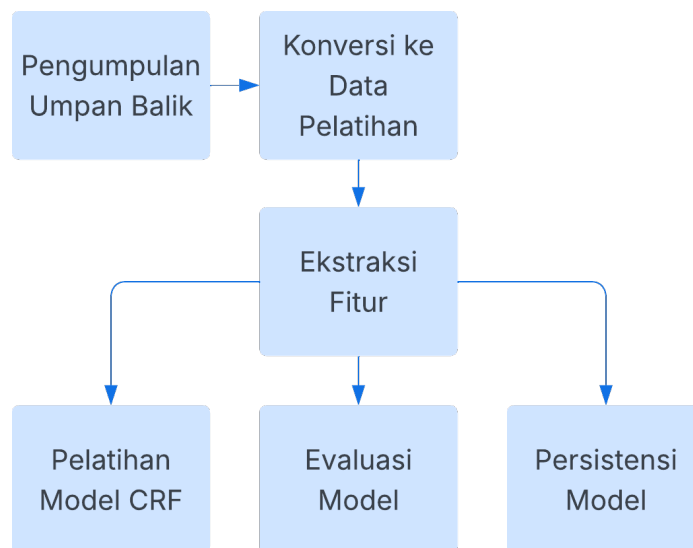 Pengumpulan
Umpan Balik
Konversi ke
Data
Pelatihan
Ekstraksi
Fitur
Pelatihan
Model CRF
Evaluasi
Model
Persistensi
Model